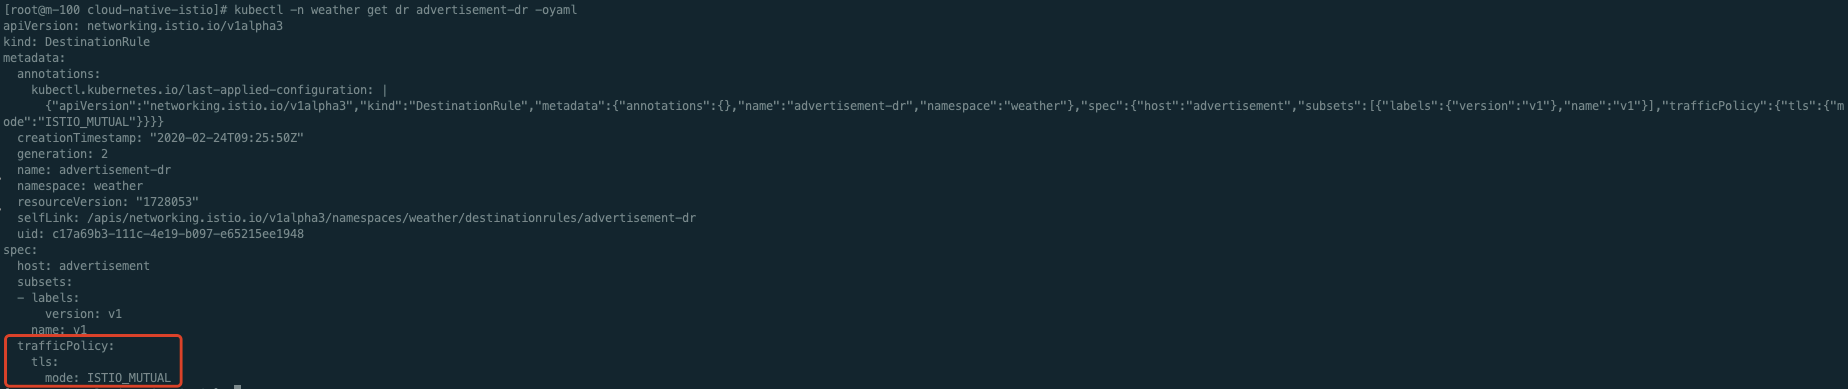 [root@m-100 cloud-native-istio]# kubectl -n weather get dr advertisement-dr -oyaml
apiVersion: networking.istio.io/v1alpha3
kind: DestinationRule
metadata:
  annotations:
    kubectl.kubernetes.io/last-applied-configuration: |
      {"apiVersion":"networking.istio.io/v1alpha3","kind":"DestinationRule","metadata":{"annotations":{},"name":"advertisement-dr","namespace":"weather"},"spec":{"host":"advertisement","subsets":[{"labels":{"version":"v1"},"name":"v1"}],"trafficPolicy":{"tls":{"m
ode":"ISTIO_MUTUAL"}}}}
  creationTimestamp: "2020-02-24T09:25:50Z"
  generation: 2
  name: advertisement-dr
  namespace: weather
  resourceVersion: "1728053"
  selfLink: /apis/networking.istio.io/v1alpha3/namespaces/weather/destinationrules/advertisement-dr
  uid: c17a69b3-111c-4e19-b097-e65215ee1948
spec:
  host: advertisement
  subsets:
  - labels:
      version: v1
    name: v1
  trafficPolicy:
    tls:
      mode: ISTIO_MUTUAL